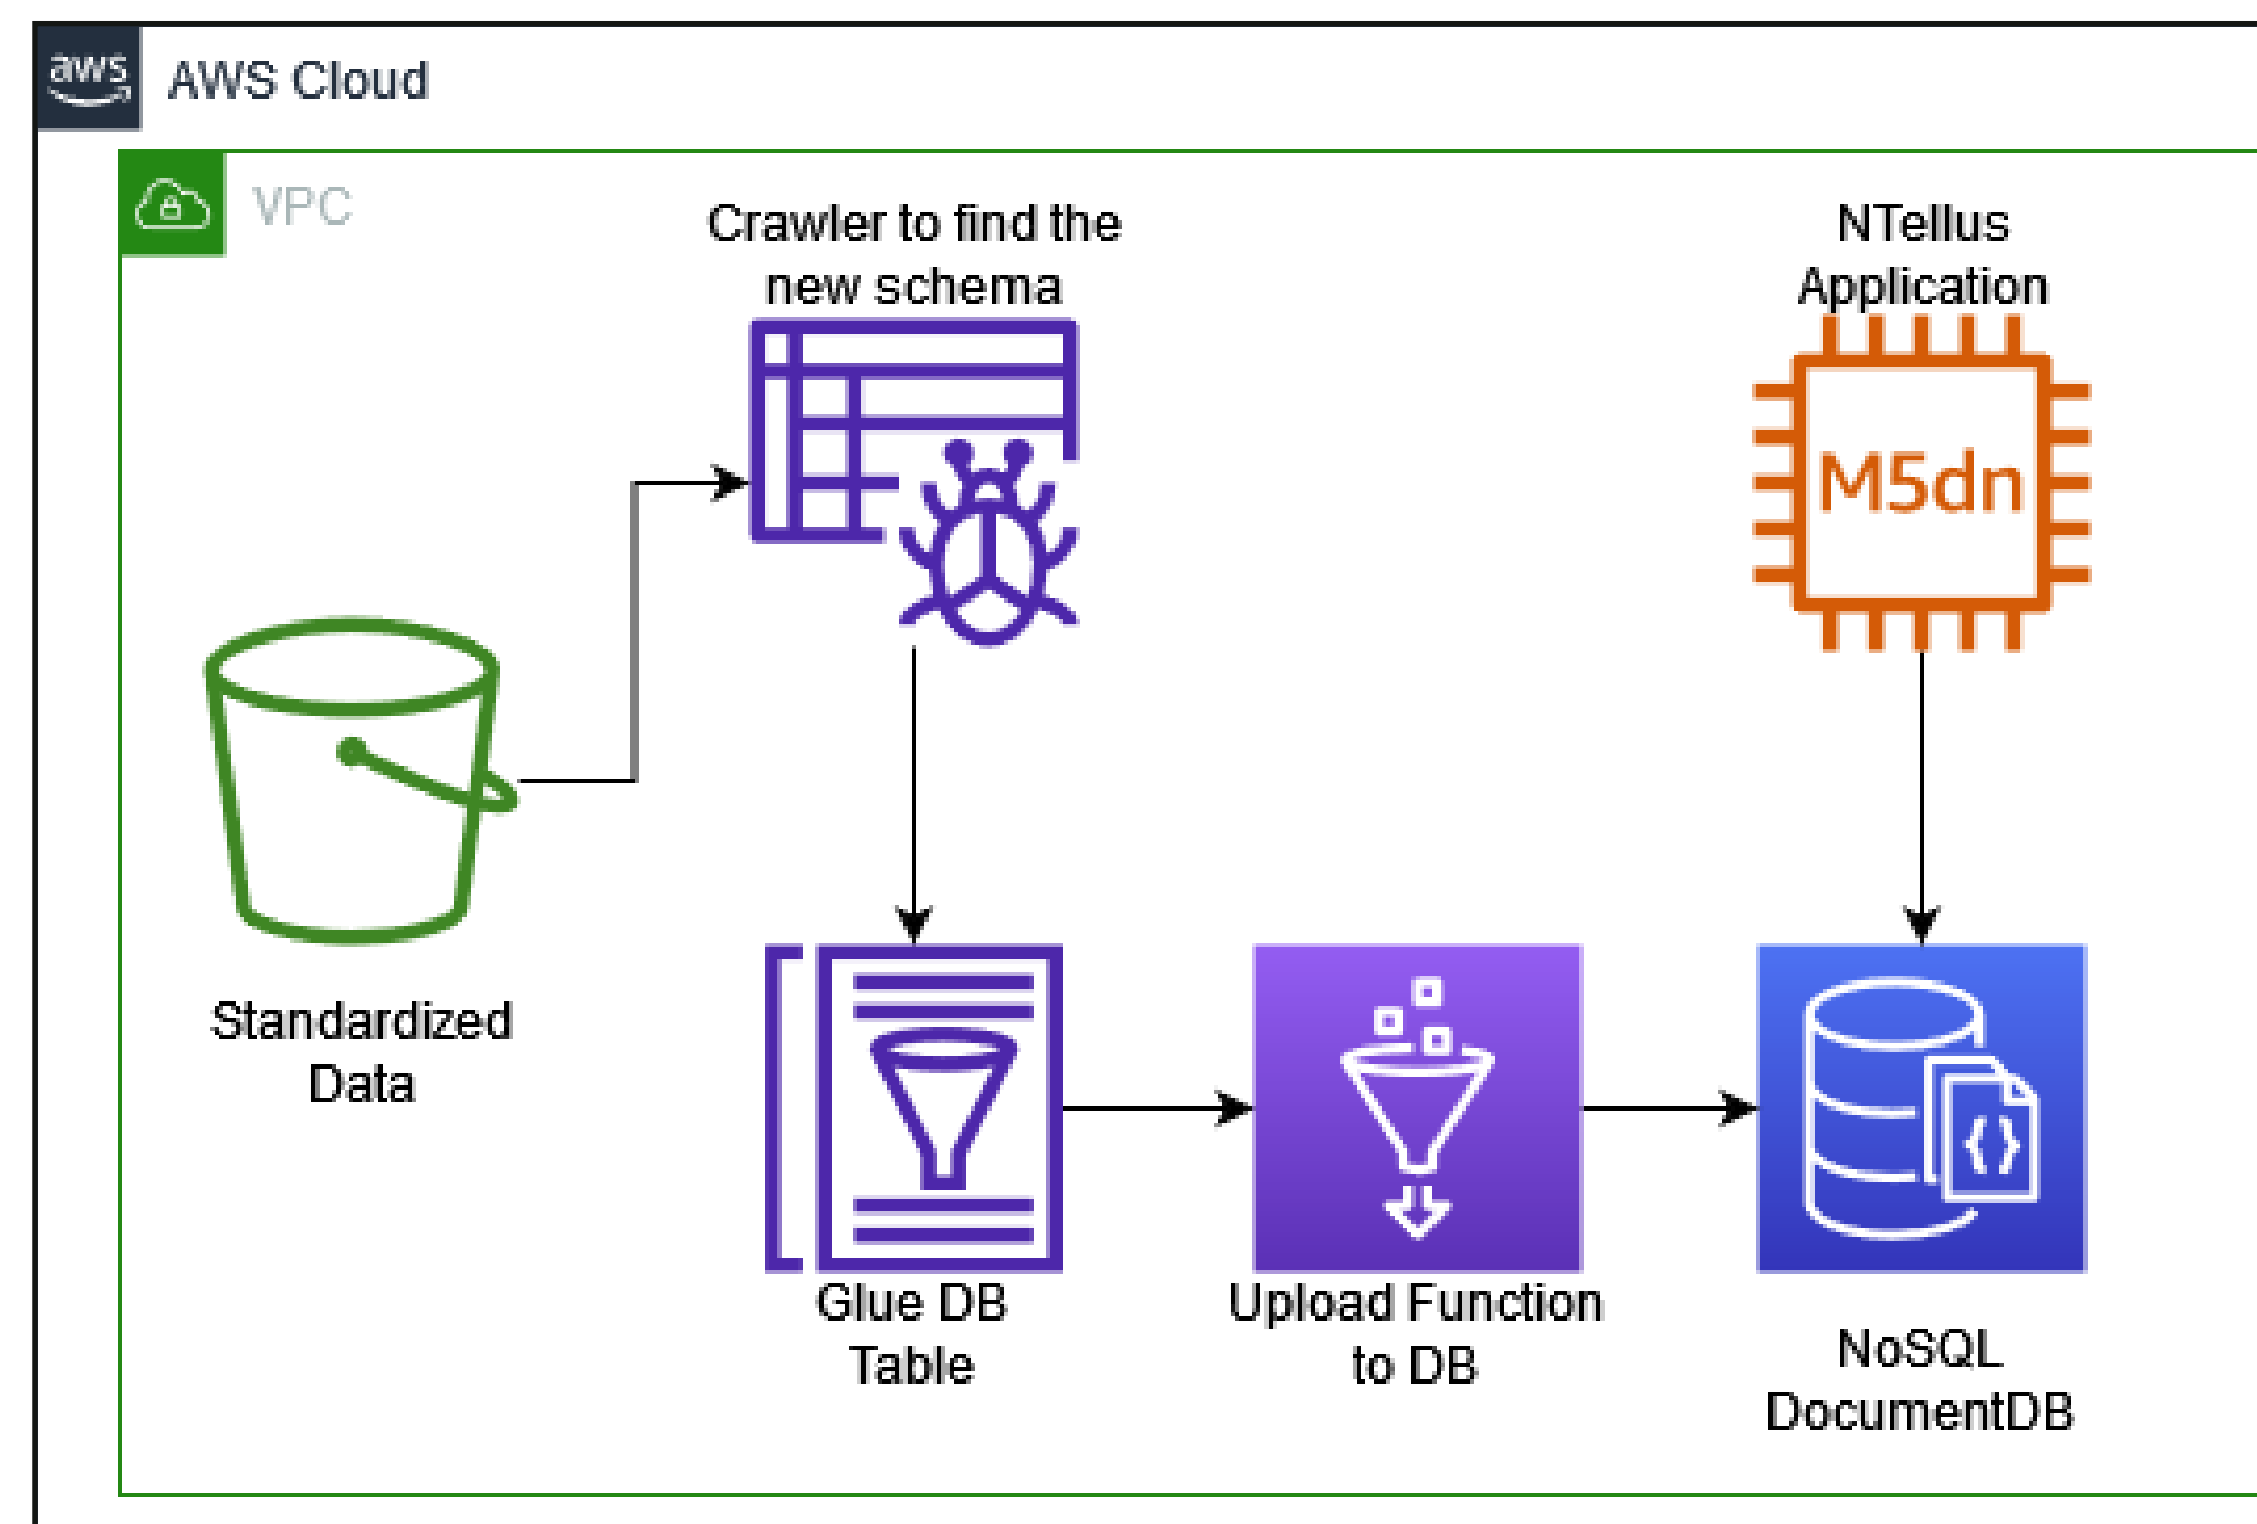 aws
AWS Cloud
VPC
Crawler to find the
new schema
NTellus
Application
M5dn
Standardized
Data
Glue DB
Table
Upload Function
to DB
NoSQL
DocumentDB